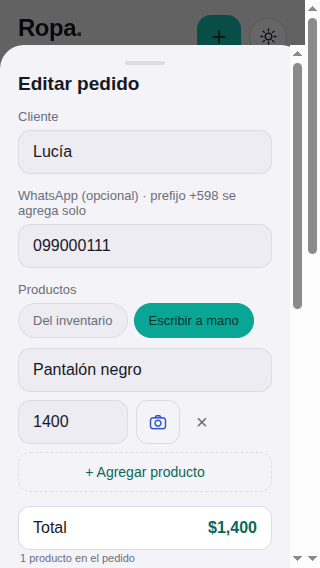 Ropa.
+
Editar pedido
Cliente
Lucía
WhatsApp (opcional) · prefijo +598 se
agrega solo
099000111
Productos
Del inventario
Escribir a mano
Pantalón negro
1400
×
+ Agregar producto
Total
$1,400
1 producto en el pedido